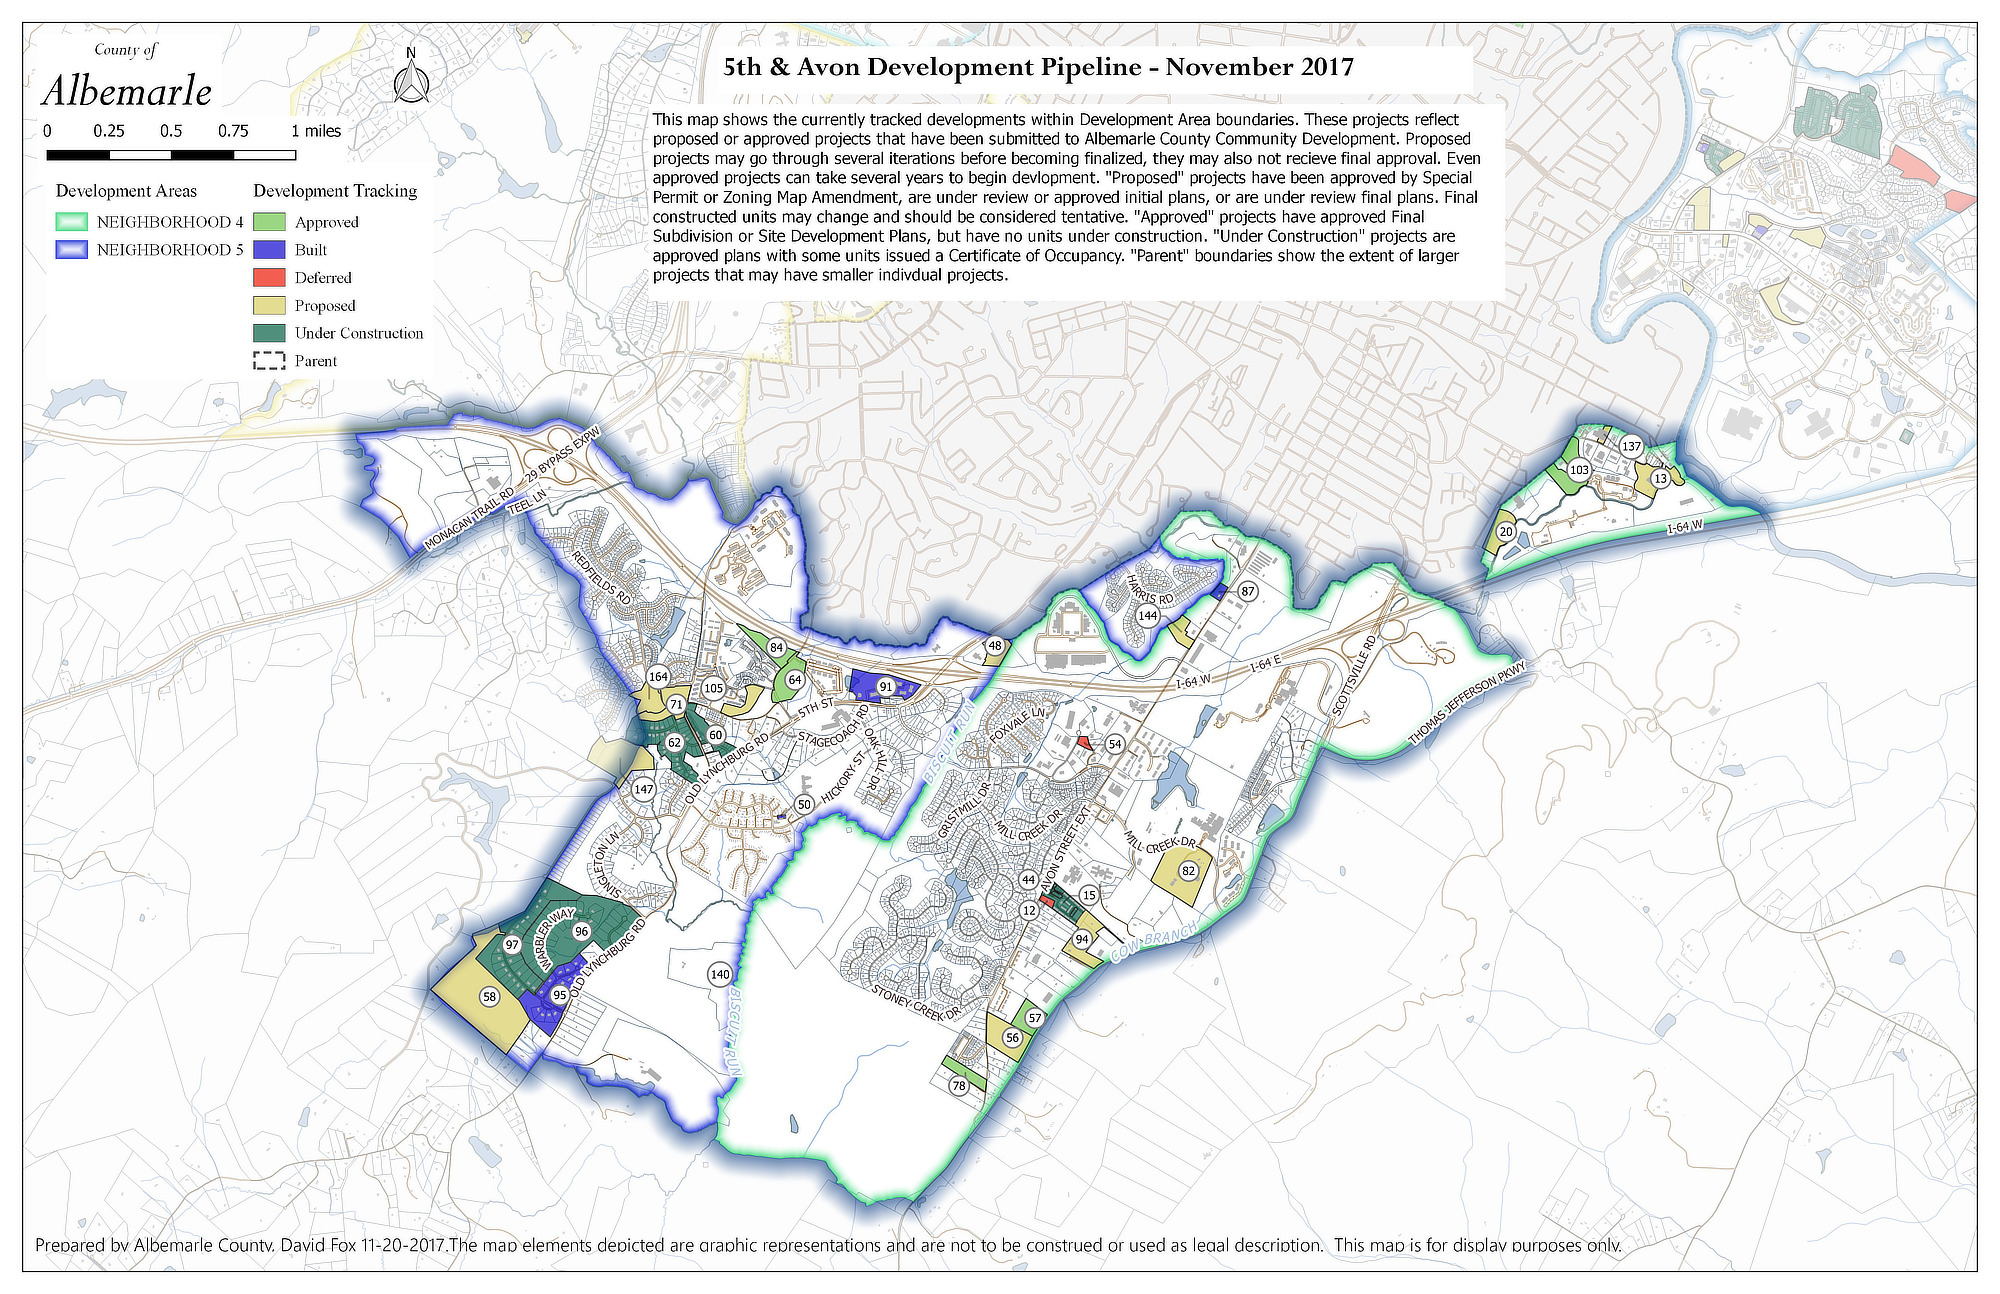 County of
Albemarle
N
0 0.25 0.5 0.75 1 miles
Development Areas
NEIGHBORHOOD 4
NEIGHBORHOOD 5
Development Tracking
Approved
Built
Deferred
Proposed
Under Construction
Parent
5th & Avon Development Pipeline - November 2017
This map shows the currently tracked developments within Development Area boundaries. These projects reflect
proposed or approved projects that have been submitted to Albemarle County Community Development. Proposed
projects may go through several iterations before becoming finalized, they may also not recieve final approval. Even
approved projects can take several years to begin devlopment. "Proposed" projects have been approved by Special
Permit or Zoning Map Amendment, are under review or approved initial plans, or are under review final plans. Final
constructed units may change and should be considered tentative. "Approved" projects have approved Final
Subdivision or Site Development Plans, but have no units under construction. "Under Construction" projects are
approved plans with some units issued a Certificate of Occupancy. "Parent" boundaries show the extent of larger
projects that may have smaller indivdual projects.
29 BYPASS EXPW
MONACAN TRAIL RD
TEEL LN
REDFIELDS RD
137
103
13
20
I-64 W
HARRIS RD
144
87
48
84
64
91
164
105
71
60
62
147
5TH ST
STAGECOACH RD
OLD LYNCHBURG RD
OAK HILL DR
HICKORY ST
50
BISCUIT RUN
FOXVALE LN
54
I-64 W
I-64 E
SCOTTSVILLE RD
THOMAS JEFFERSON PKWY
GRISTMILL DR
MILL CREEK DR
AVON STREET EXT
MILL CREEK DR
82
44
15
12
94
COW BRANCH
SINGLETON LN
WARBLER WAY
97
96
OLD LYNCHBURG RD
95
58
140
BISCUIT RUN
STONEY CREEK DR
57
56
78
Prepared by Albemarle County, David Fox 11-20-2017.The map elements depicted are graphic representations and are not to be construed or used as legal description. This map is for display purposes only.